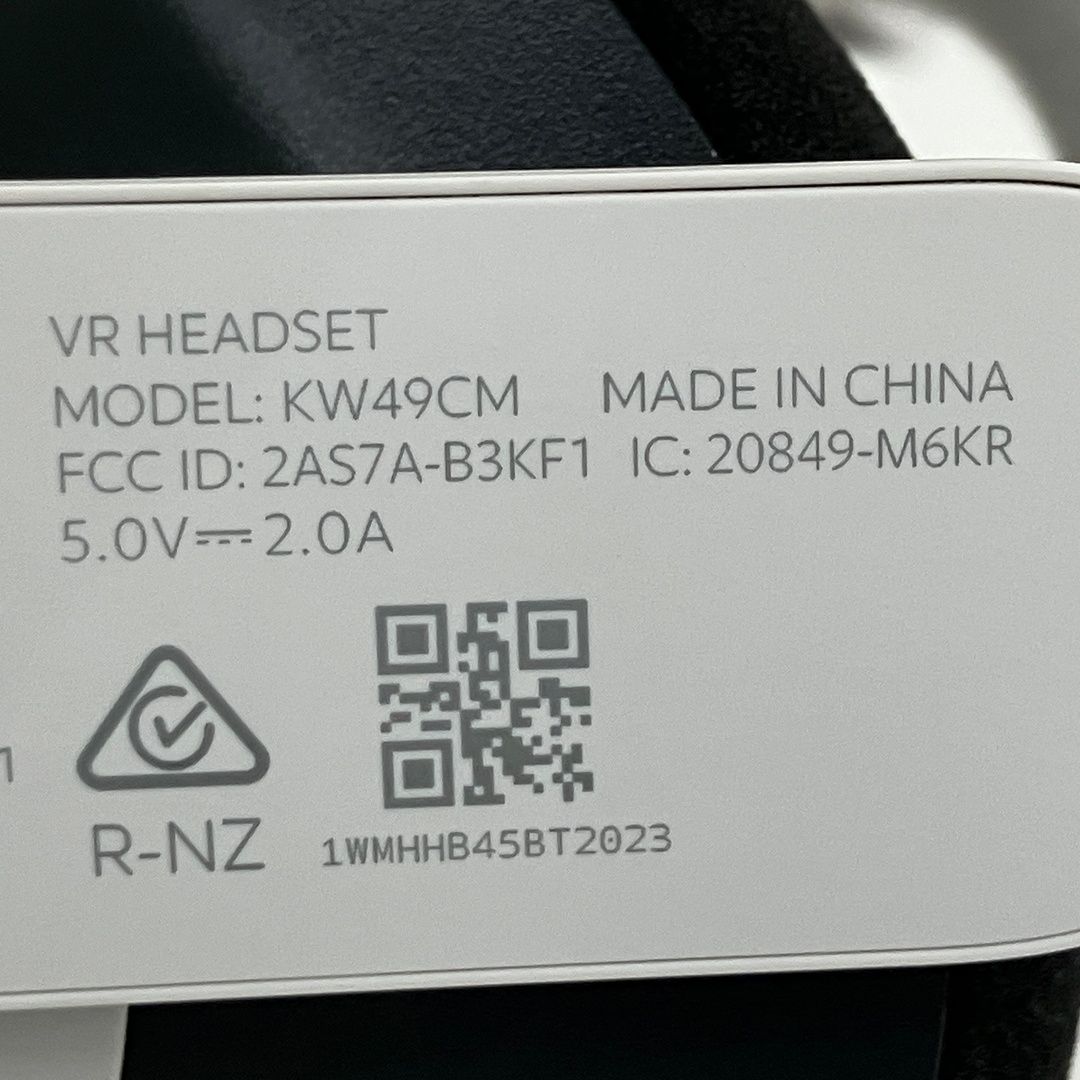 VR HEADSET
MODEL: KW49CM MADE IN CHINA
FCC ID: 2AS7A-B3KF1 IC: 20849-M6KR
5.0V⎓2.0A
1
R-NZ
1WMHHB45BT2023